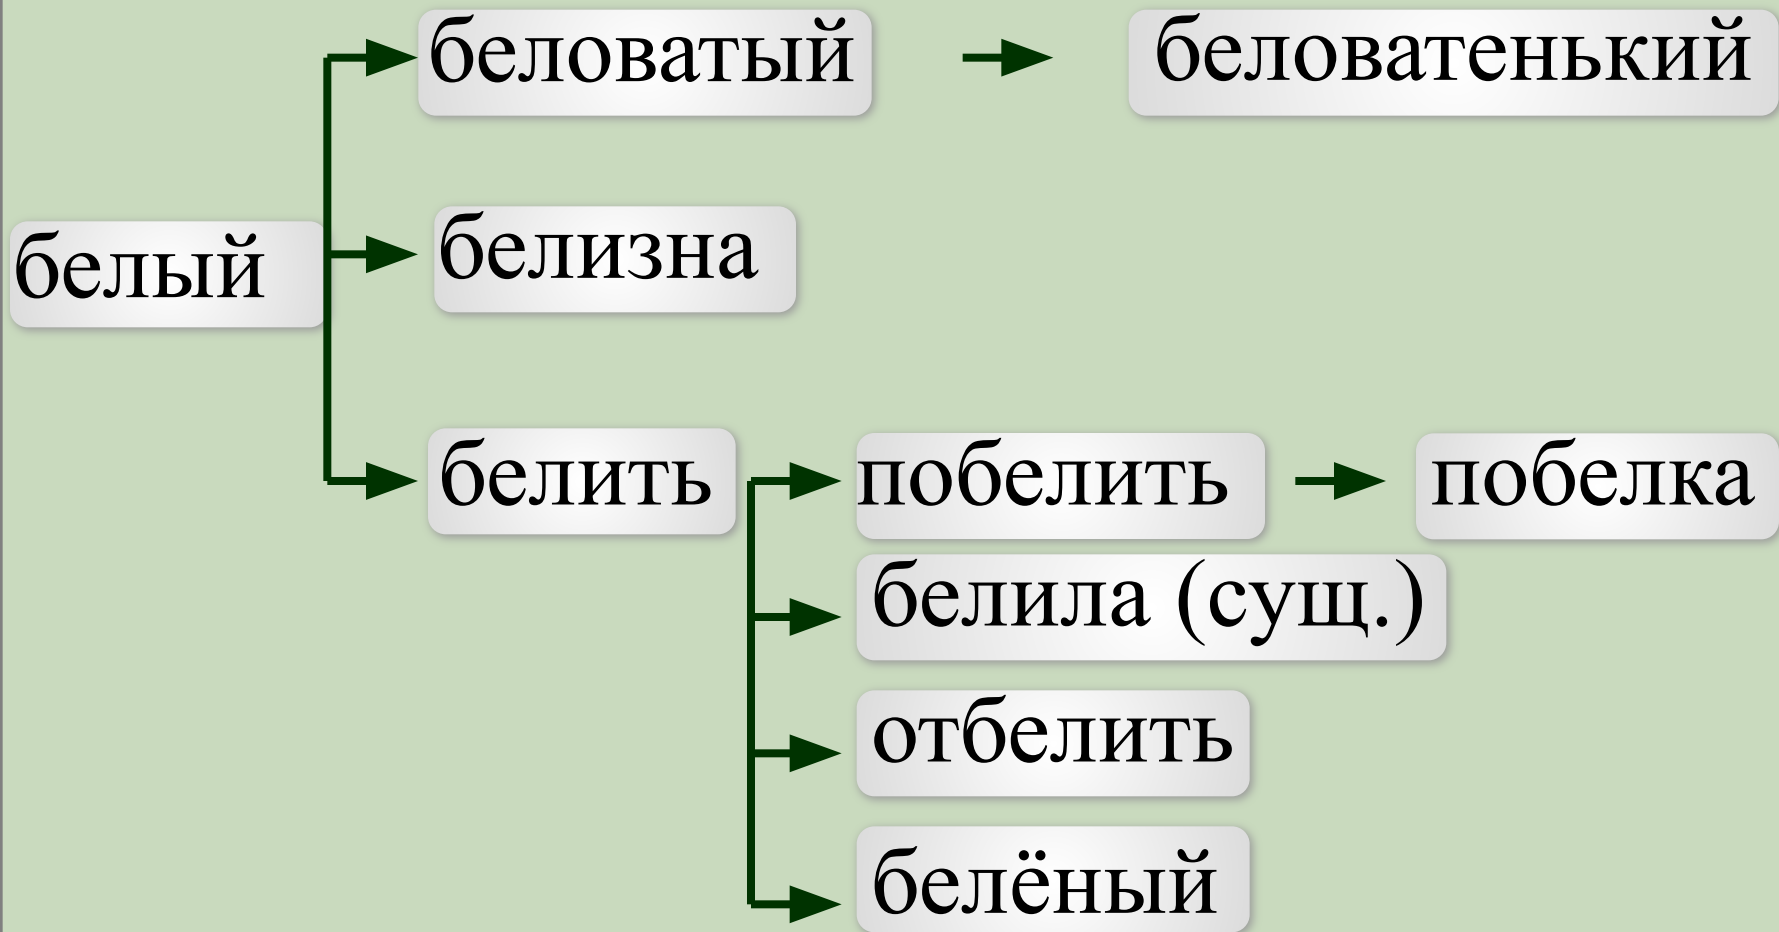 беловатый
беловатенький
белый
белизна
белить
побелить
побелка
белила (сущ.)
отбелить
белёный